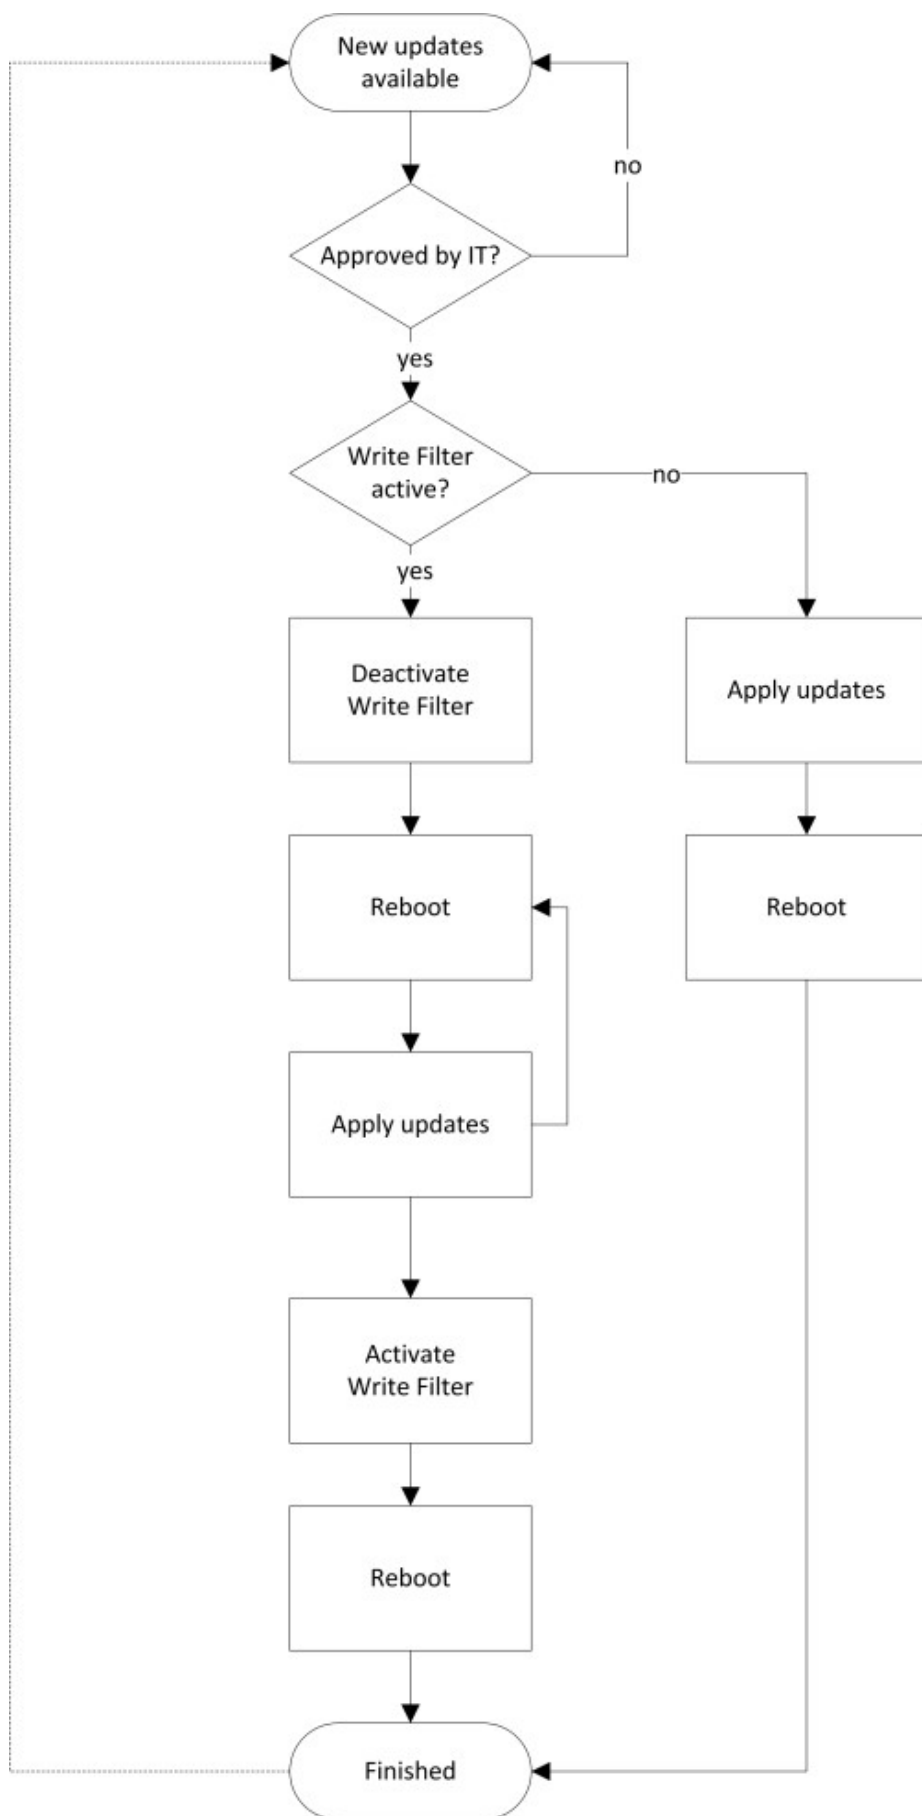 New updates
available
no
Approved by IT?
yes
Write Filter
active?
no
yes
Deactivate
Write Filter
Apply updates
Reboot
Reboot
Apply updates
Activate
Write Filter
Reboot
Finished